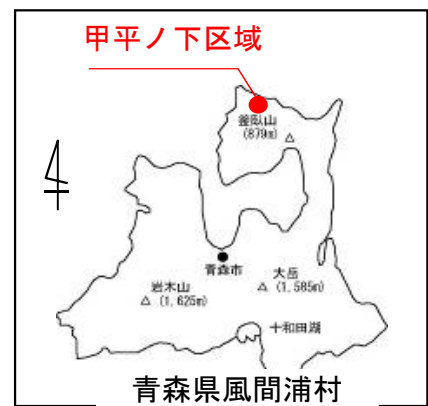 甲平ノ下区域
釜臥山
(879m)
青森市
岩木山
(1,625m)
大岳
(1,585m)
十和田湖
青森県風間浦村